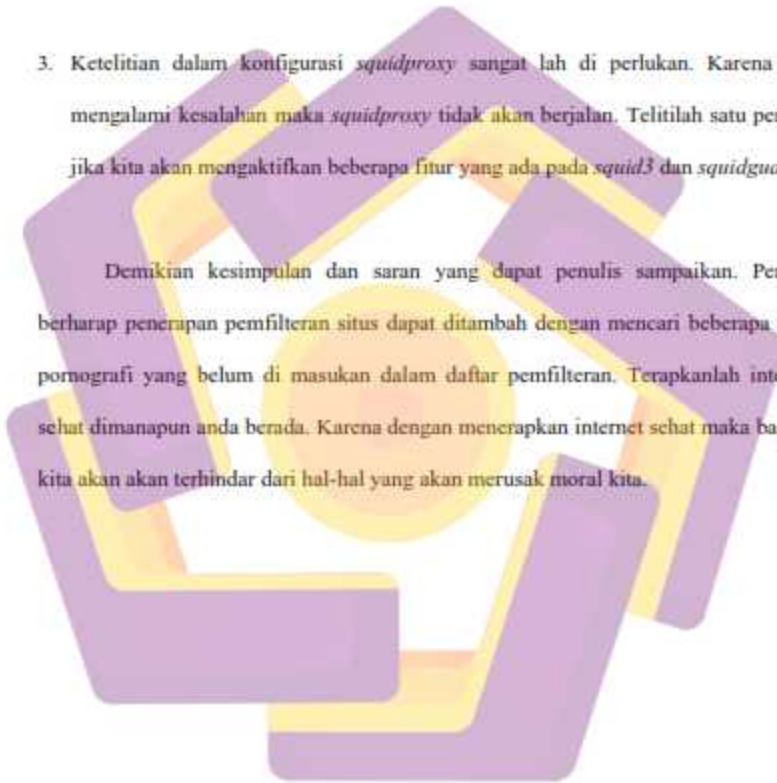 3. Ketelitian dalam konfigurasi squidproxy sangat lah di perlukan. Karena
mengalami kesalahan maka squidproxy tidak akan berjalan. Telitilah satu per
jika kita akan mengaktifkan beberapa fitur yang ada pada squid3 dan
Demikian kesimpulan dan saran yang dapat penulis sampaikan.
berharap penerapan pemfilteran situs dapat ditambah dengan mencari beberapa
pornografi yang belum di masukan dalam daftar pemfilteran. Terapkanlah
sehat dimanapun anda berada. Karena dengan menerapkan internet sehat maka
kita akan akan terhindar dari hal-hal yang akan merusak moral kita.